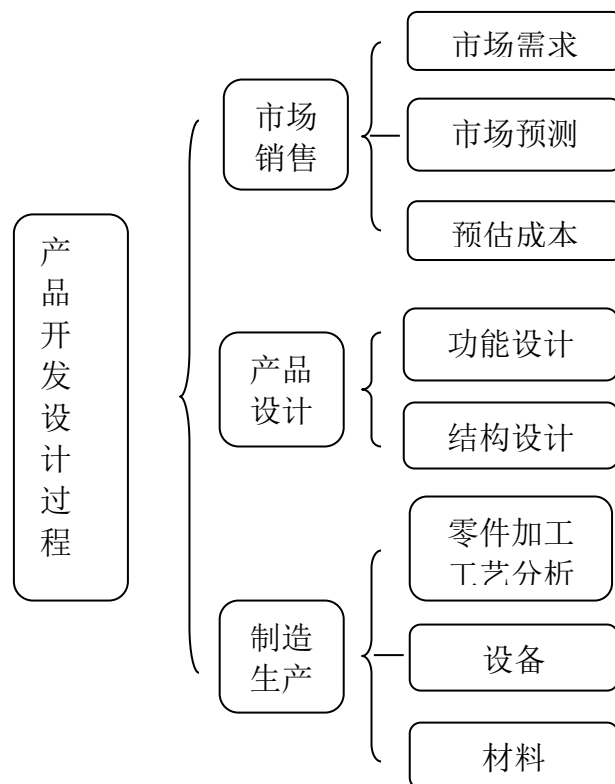 产
品
开
发
设
计
过
程
市场
销售
市场需求
市场预测
预估成本
产品
设计
功能设计
结构设计
制造
生产
零件加工
工艺分析
设备
材料